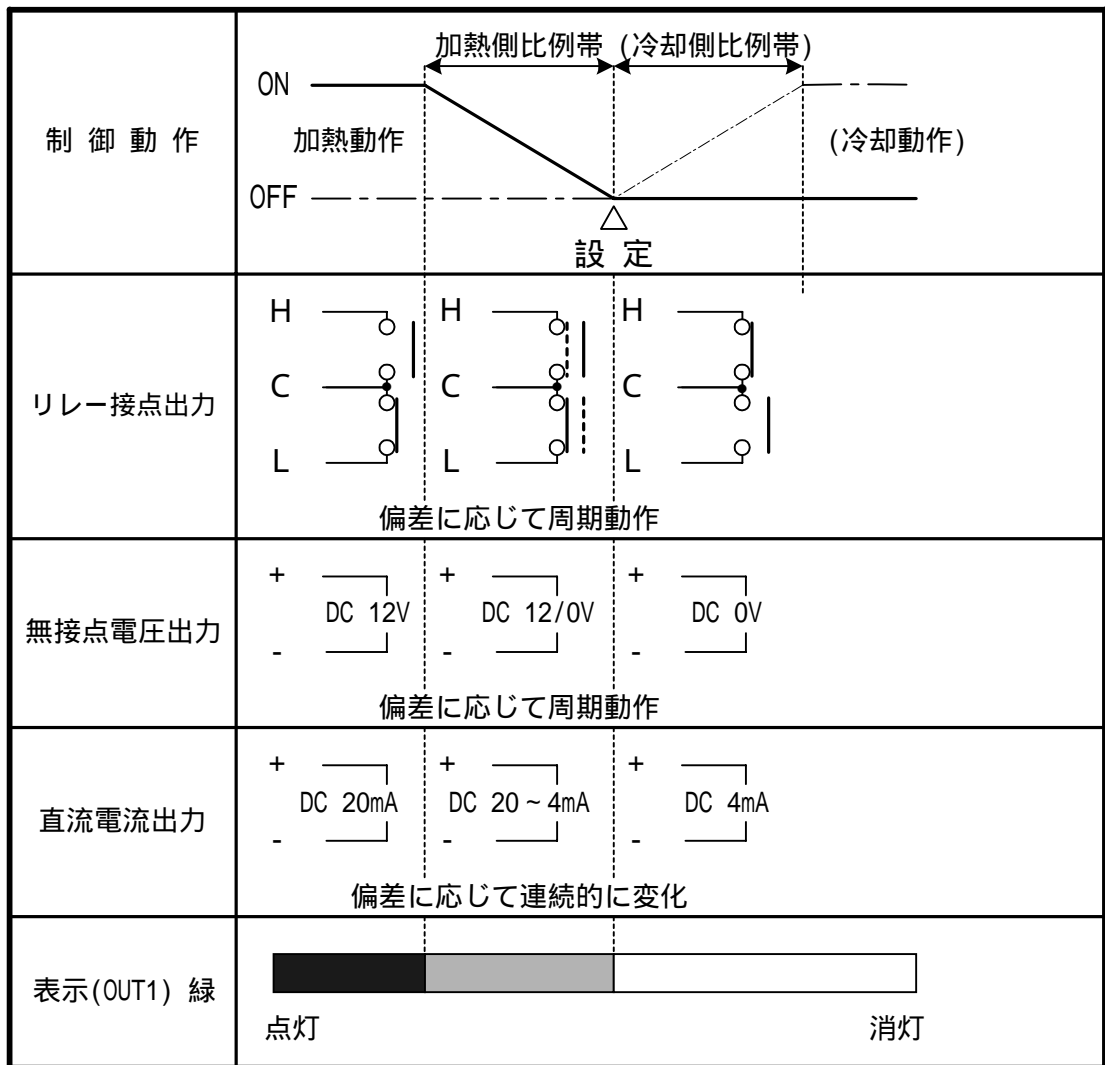 加熱側比例帯 (冷却側比例帯)
ON
制 御 動 作
加熱動作
(冷却動作)
OFF
設 定
リレー接点出力
H H H
C C C
L L L
偏差に応じて周期動作
無接点電圧出力
+ + +
DC 12V DC 12/0V DC 0V
- - -
偏差に応じて周期動作
直流電流出力
+ + +
DC 20mA DC 20～4mA DC 4mA
- - -
偏差に応じて連続的に変化
表示(OUT1) 緑
点灯 消灯